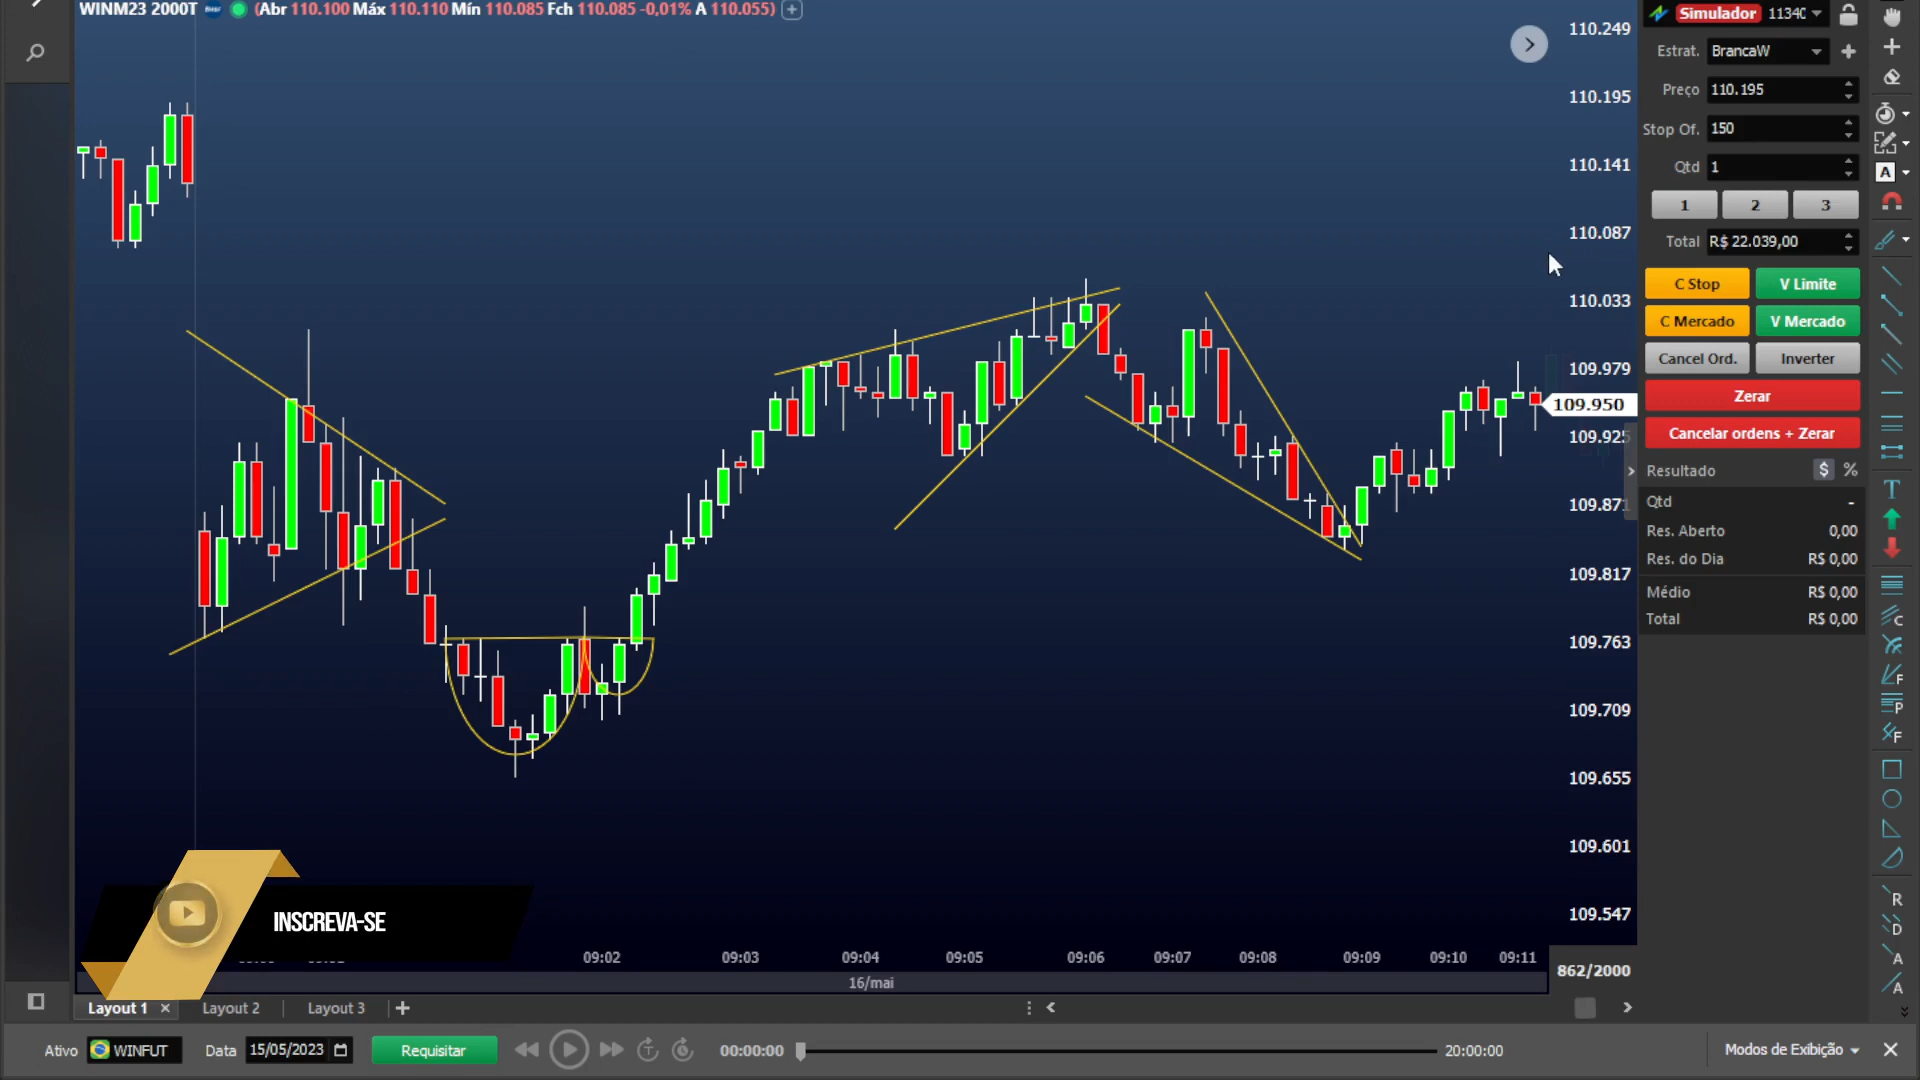 WINM23 2000T (Abr 110.100 Máx 110.110 Mín 110.085 Fch 110.085 -0,01% A 110.055)
110.249
110.195
110.141
110.087
110.033
109.979
109.950
109.925
109.871
109.817
109.763
109.709
109.655
109.601
109.547
Simulador 1134
Estrat. BrancaW
Preço 110.195
Stop Of. 150
Qtd 1
1 2 3
Total R$ 22.039,00
C Stop V Limite
C Mercado V Mercado
Cancel Ord. Inverter
Zerar
Cancelar ordens + Zerar
Resultado $ %
Qtd -
Res. Aberto 0,00
Res. do Dia R$ 0,00
Médio R$ 0,00
Total R$ 0,00
A
T
C
F
P
F
R
D
A
A
INSCREVA-SE
09:02 09:03 09:04 09:05 09:06 09:07 09:08 09:09 09:10 09:11
16/mai
862/2000
Layout 1 Layout 2 Layout 3
Ativo WINFUT Data 15/05/2023 Requisitar 00:00:00 20:00:00 Modos de Exibição